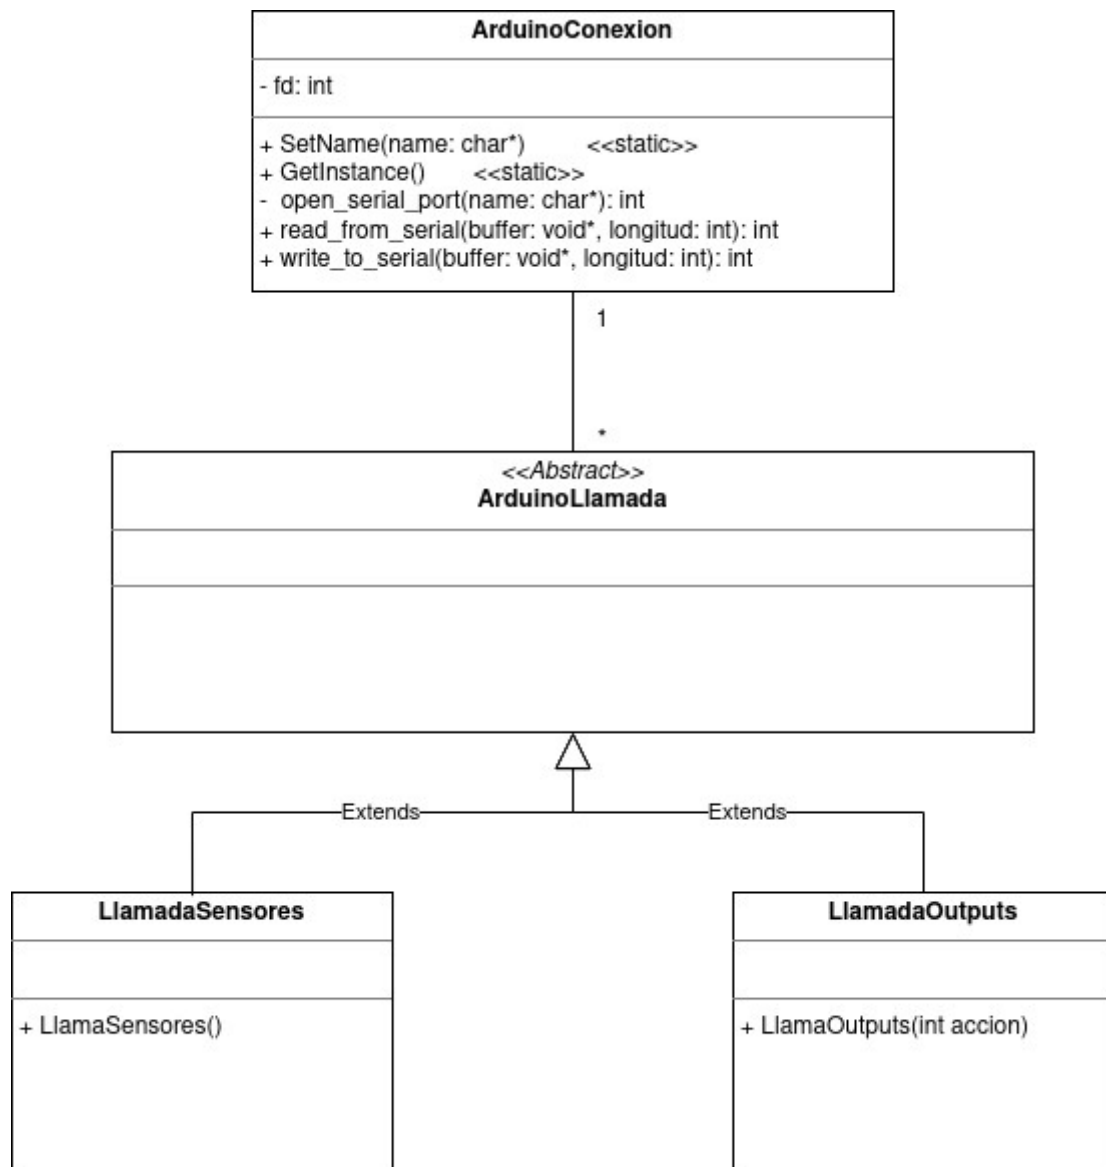 ArduinoConexion
- fd: int
+ SetName(name: char*) <<static>>
+ GetInstance() <<static>>
- open_serial_port(name: char*): int
+ read_from_serial(buffer: void*, longitud: int): int
+ write_to_serial(buffer: void*, longitud: int): int
1
*
<<Abstract>>
ArduinoLlamada
Extends Extends
LlamadaSensores
+ LlamaSensores()
LlamadaOutputs
+ LlamaOutputs(int accion)